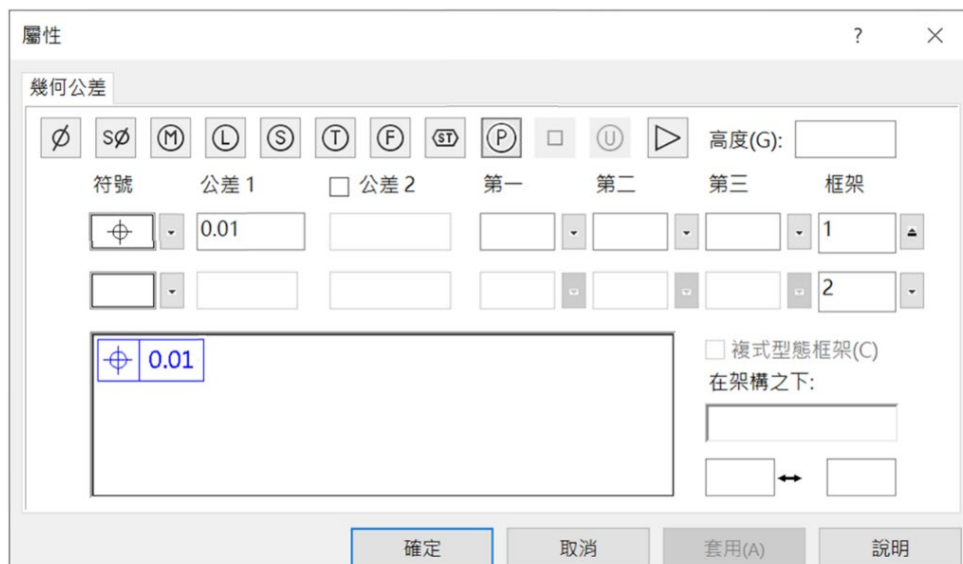 屬性 ?
幾何公差
Ø SØ Ⓜ Ⓛ Ⓢ Ⓣ Ⓕ ST Ⓟ Ⓤ 高度(G):
符號 公差 1 公差 2 第一 第二 第三 框架
0.01 1
2
0.01
複式型態框架(C)
在架構之下:
確定 取消 套用(A) 說明